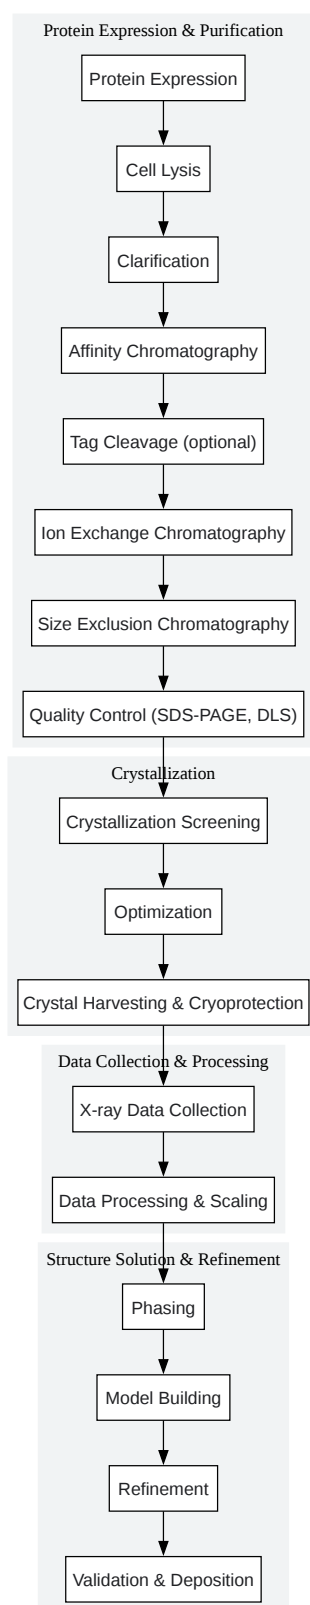 Protein Expression & Purification
Protein Expression
Cell Lysis
Clarification
Affinity Chromatography
Tag Cleavage (optional)
Ion Exchange Chromatography
Size Exclusion Chromatography
Quality Control (SDS-PAGE, DLS)
Crystallization
Crystallization Screening
Optimization
Crystal Harvesting & Cryoprotection
Data Collection & Processing
X-ray Data Collection
Data Processing & Scaling
Structure Solution & Refinement
Phasing
Model Building
Refinement
Validation & Deposition